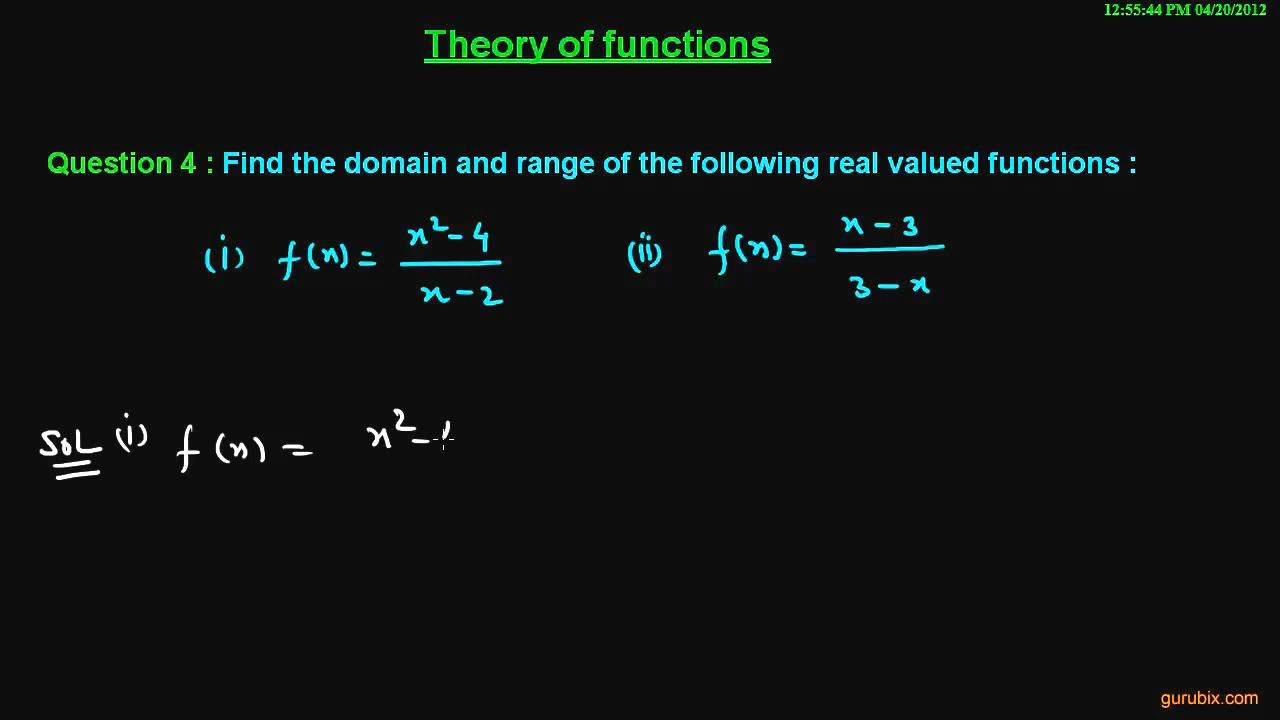 12:55:44 PM 04/20/2012
Theory of functions
Question 4 : Find the domain and range of the following real valued functions :
(i) f(x) = x² - 4 / x - 2 (ii) f(x) = x - 3 / 3 - x
SOL (i) f(x) = x² -
gurubix.com